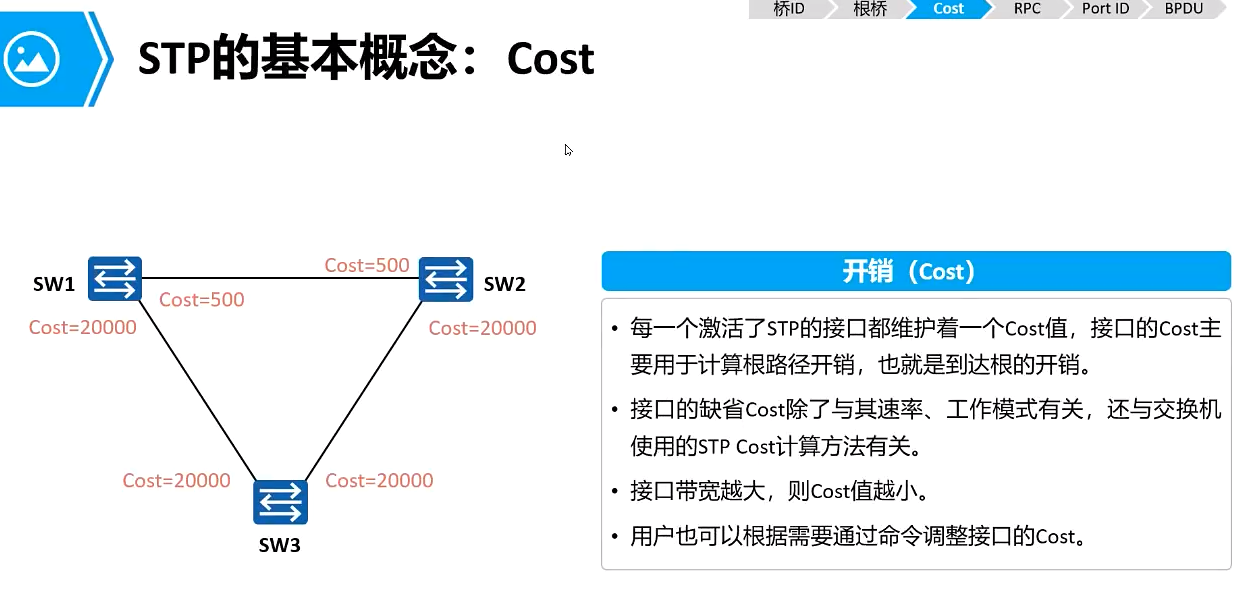 桥ID 根桥 Cost RPC Port ID BPDU
STP的基本概念：Cost
SW1
Cost=500
SW2
Cost=500
Cost=20000
Cost=20000
Cost=20000
Cost=20000
SW3
开销（Cost）
• 每一个激活了STP的接口都维护着一个Cost值，接口的Cost主
要用于计算根路径开销，也就是到达根的开销。
• 接口的缺省Cost除了与其速率、工作模式有关，还与交换机
使用的STP Cost计算方法有关。
• 接口带宽越大，则Cost值越小。
• 用户也可以根据需要通过命令调整接口的Cost。